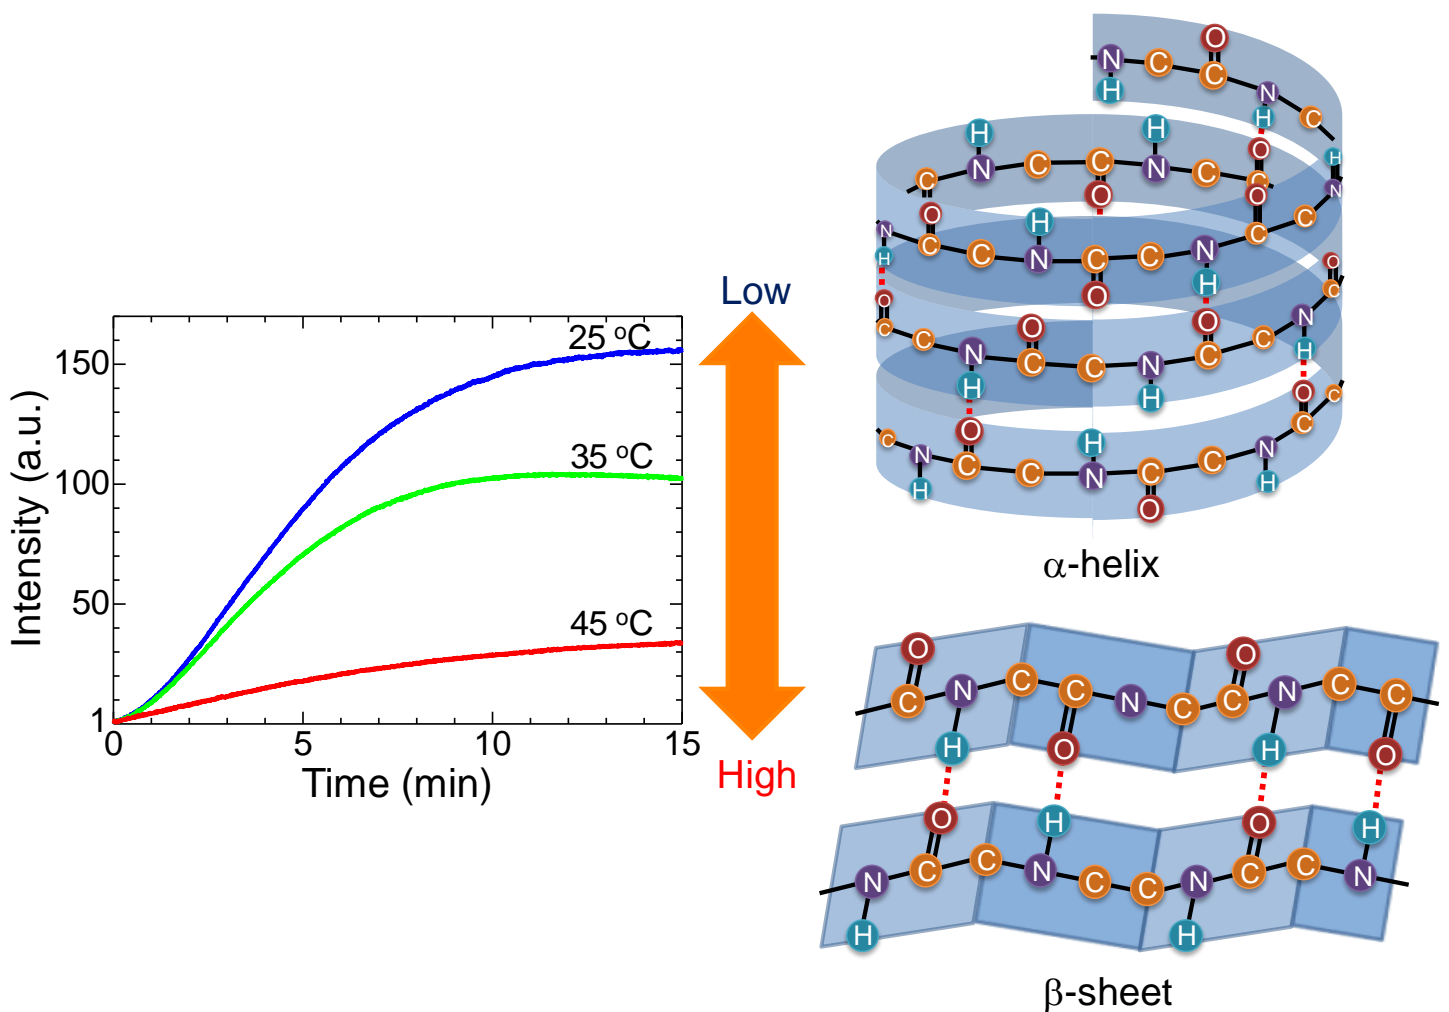 Low
High
25 °C
35 °C
45 °C
150
100
50
1
0 5 10 15
Intensity (a.u.)
Time (min)
N C C O N C
H H
H H O H
C N C C N C C N
O O O
N H H C C
H C C N C C N O
O C C N O H O N C
C H O C C N C H
H O
C N O C C H N C C N C
H N O H
α-helix
O O
C N C C N C C N C C
H O H O
O H O H
N C C N C C N C C N
H H
β-sheet